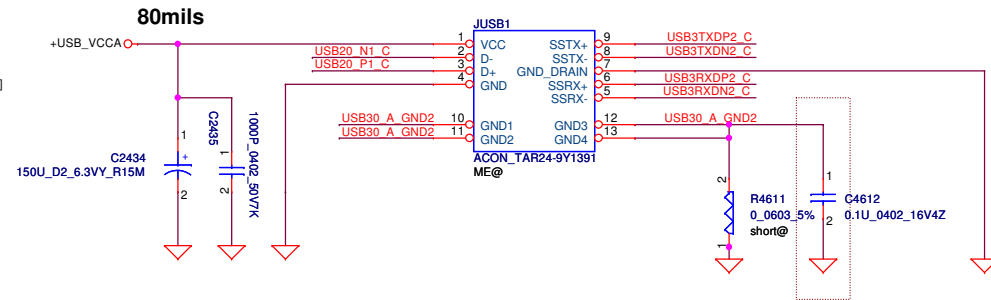 80mils
+USB_VCCA
JUSB1
1 VCC SSTX+ 9 USB3TXDP2_C
USB20_N1_C 2 D- SSTX- 8 USB3TXDN2_C
USB20_P1_C 3 D+ GND_DRAIN 7
4 GND SSRX+ 6 USB3RXDP2_C
SSRX- 5 USB3RXDN2_C
USB30_A_GND2 10 GND1 GND3 12 USB30_A_GND2
USB30_A_GND2 11 GND2 GND4 13
ACON_TAR24-9Y1391
ME@
C2434
150U_D2_6.3VY_R15M
1
+
2
C2435
1000P_0402_50V7K
1
2
2
R4611
0_0603_5%
short@
1
1
C4612
0.1U_0402_16V4Z
2
]